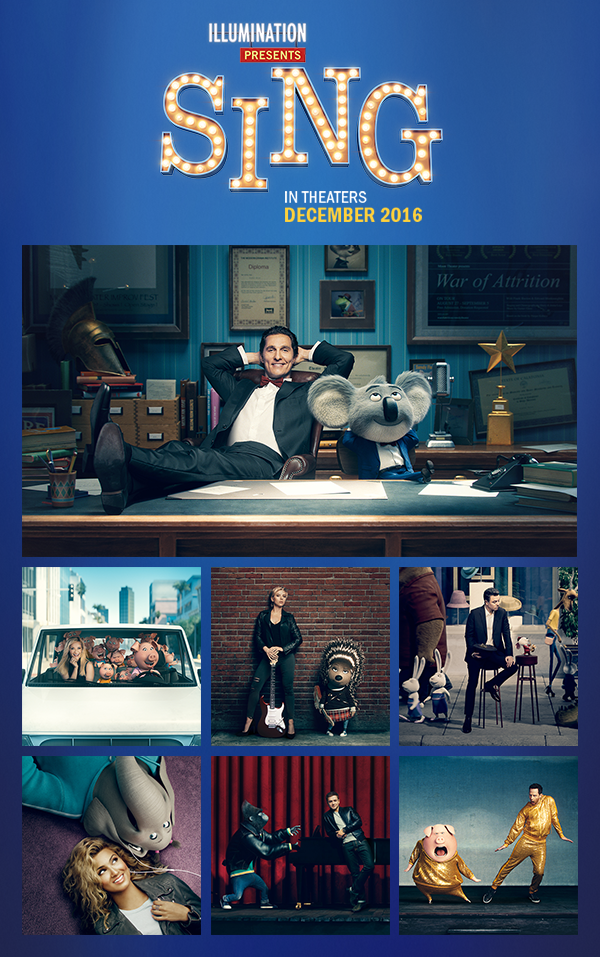 ILLUMINATION
PRESENTS
SING
IN THEATERS
DECEMBER 2016
Diploma
War of Attrition